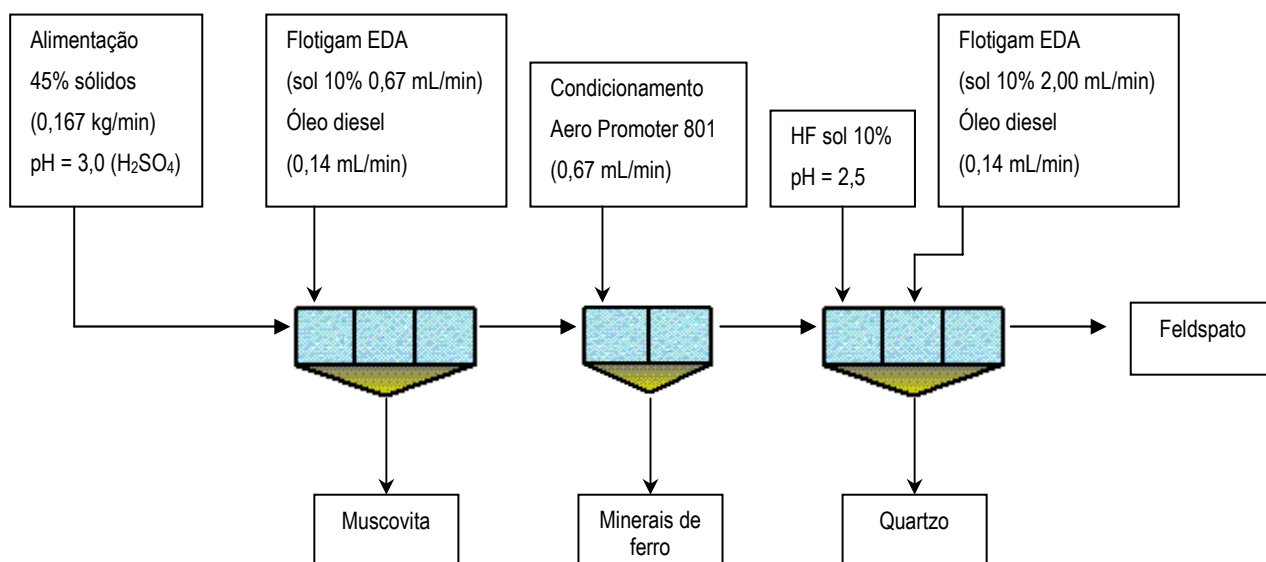 Alimentação
45% sólidos
(0,167 kg/min)
pH = 3,0 (H₂SO₄)
Flotigam EDA
(sol 10% 0,67 mL/min)
Óleo diesel
(0,14 mL/min)
Condicionamento
Aero Promoter 801
(0,67 mL/min)
HF sol 10%
pH = 2,5
Flotigam EDA
(sol 10% 2,00 mL/min)
Óleo diesel
(0,14 mL/min)
Feldspato
Muscovita
Minerais de
ferro
Quartzo